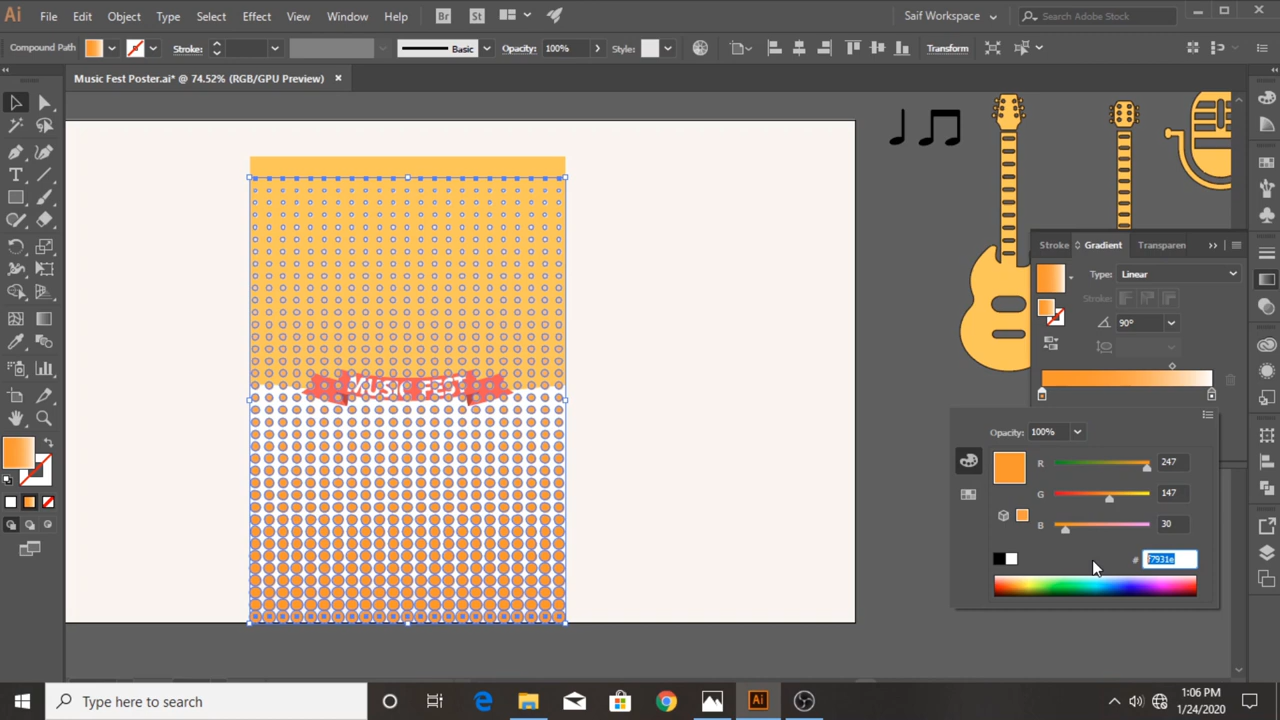 Ai File Edit Object Type Select Effect View Window Help Br St Saif Workspace Search Adobe Stock
Compound Path Stroke: Basic Opacity: 100% Style: Transform
Music Fest Poster.ai* @ 74.52% (RGB/GPU Preview)
Stroke Gradient Transparen
Type: Linear
Stroke:
90°
MUSIC FEST
Opacity: 100%
R 247
G 147
B 30
# f7931e
Type here to search
Ai
1:06 PM
1/24/2020